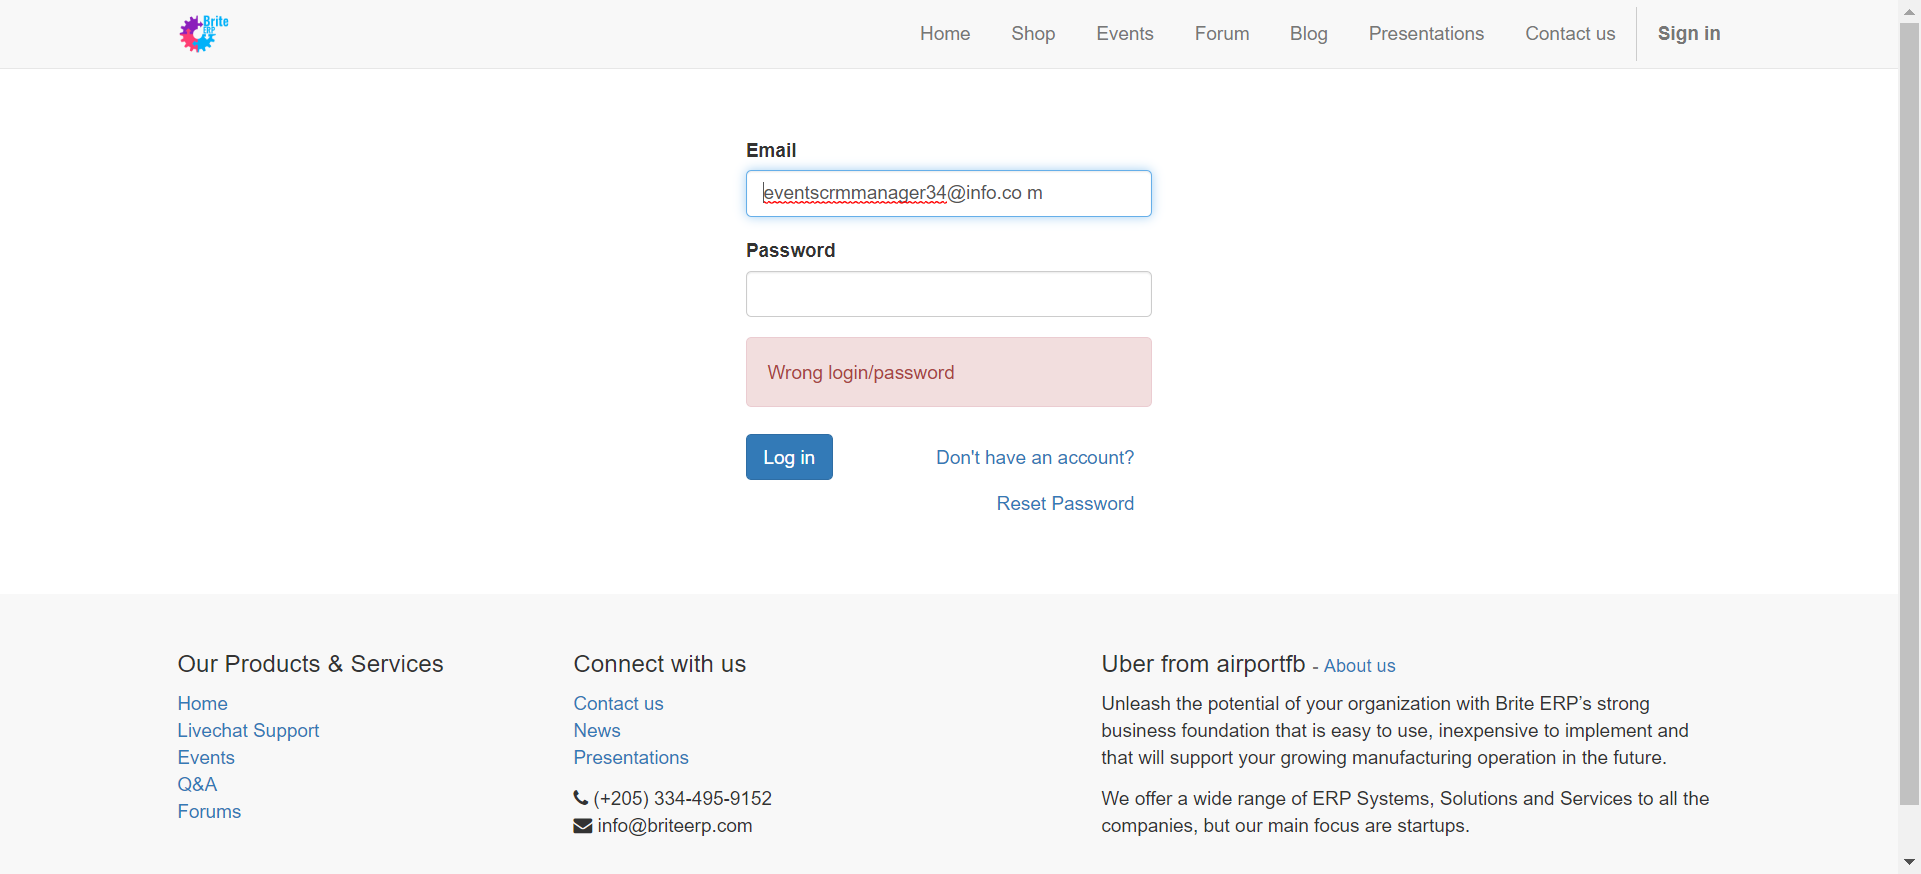 Brite
ERP
Home Shop Events Forum Blog Presentations Contact us Sign in
Email
eventscrmmanager34@info.co m
Password
Wrong login/password
Log in Don't have an account?
Reset Password
Our Products & Services
Home
Livechat Support
Events
Q&A
Forums
Connect with us
Contact us
News
Presentations
(+205) 334-495-9152
info@briteerp.com
Uber from airportfb - About us
Unleash the potential of your organization with Brite ERP’s strong
business foundation that is easy to use, inexpensive to implement and
that will support your growing manufacturing operation in the future.
We offer a wide range of ERP Systems, Solutions and Services to all the
companies, but our main focus are startups.